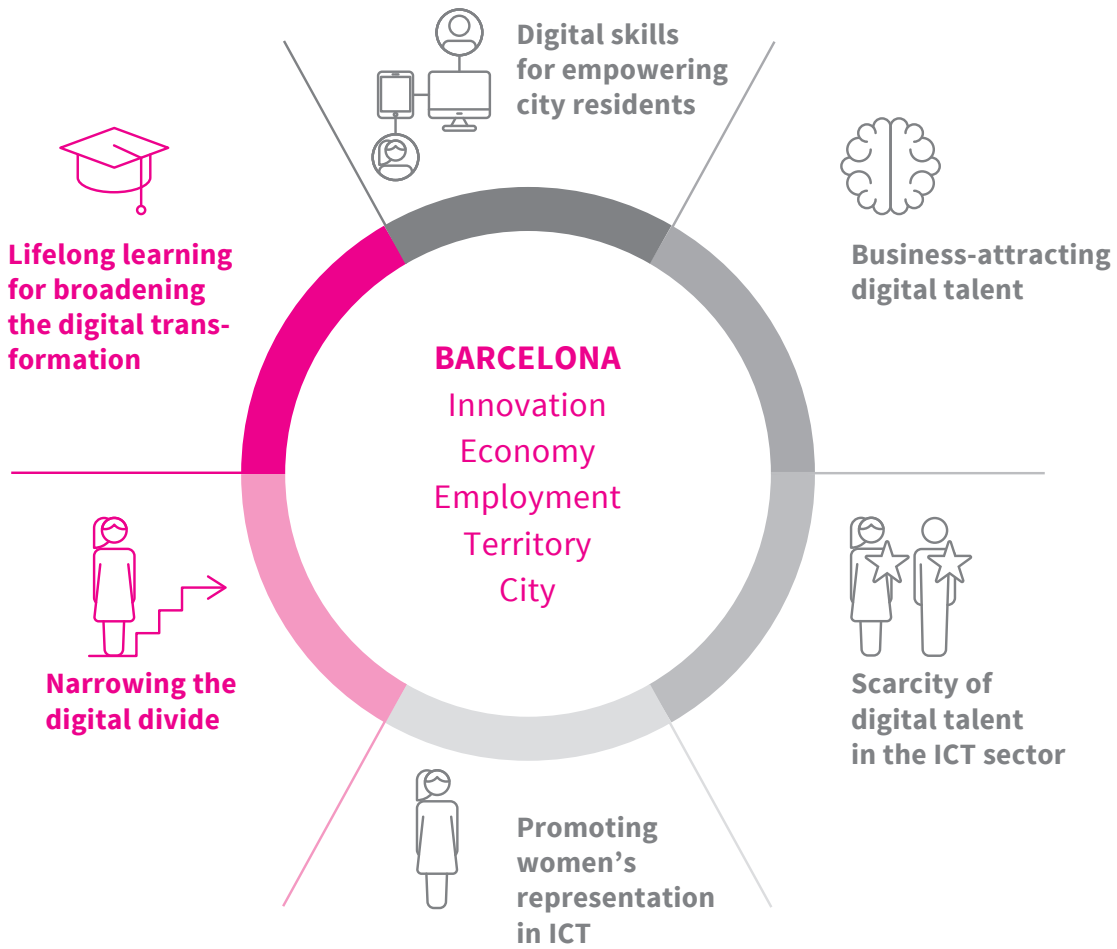 Digital skills
for empowering
city residents
Business-attracting
digital talent
Scarcity of
digital talent
in the ICT sector
Promoting
women’s
representation
in ICT
Narrowing the
digital divide
Lifelong learning
for broadening
the digital trans-
formation
BARCELONA
Innovation
Economy
Employment
Territory
City